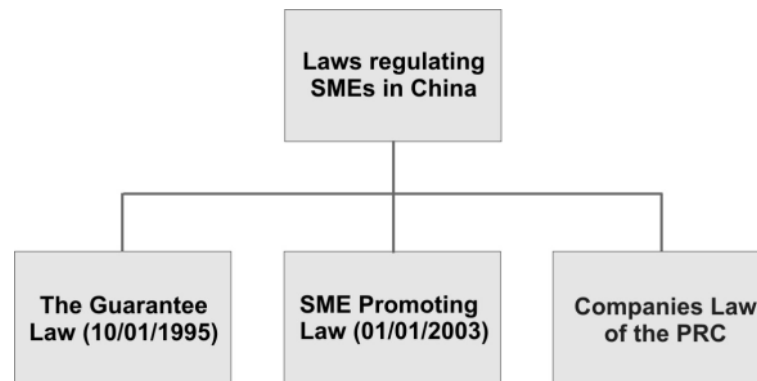 Laws regulating
SMEs in China
The Guarantee
Law (10/01/1995)
SME Promoting
Law (01/01/2003)
Companies Law
of the PRC